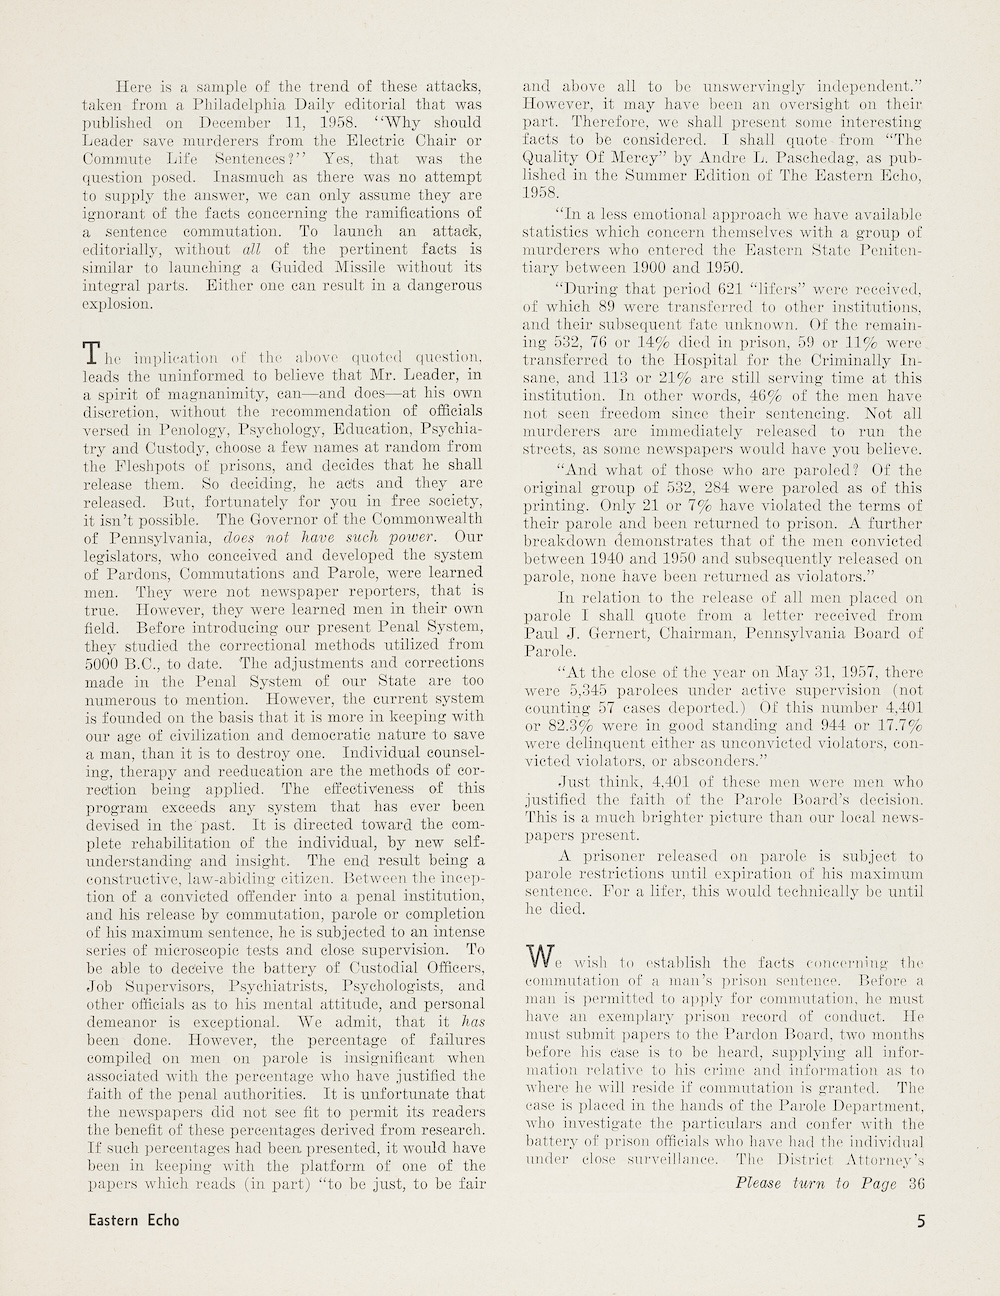 Here is a sample of the trend of these attacks,
taken from a Philadelphia Daily editorial that was
published on December 11, 1958. “Why should
Leader save murderers from the Electric Chair or
Commute Life Sentences?” Yes, that was the
question posed. Inasmuch as there was no attempt
to supply the answer, we can only assume they are
ignorant of the facts concerning the ramifications of
a sentence commutation. To launch an attack,
editorially, without all of the pertinent facts is
similar to launching a Guided Missile without its
integral parts. Either one can result in a dangerous
explosion.
The implication of the above quoted question,
leads the uninformed to believe that Mr. Leader, in
a spirit of magnanimity, can—and does—at his own
discretion, without the recommendation of officials
versed in Penology, Psychology, Education, Psychia-
try and Custody, choose a few names at random from
the Fleshpots of prisons, and decides that he shall
release them. So deciding, he acts and they are
released. But, fortunately for you in free society,
it isn't possible. The Governor of the Commonwealth
of Pennsylvania, does not have such power. Our
legislators, who conceived and developed the system
of Pardons, Commutations and Parole, were learned
men. They were not newspaper reporters, that is
true. However, they were learned men in their own
field. Before introducing our present Penal System,
they studied the correctional methods utilized from
5000 B.C., to date. The adjustments and corrections
made in the Penal System of our State are too
numerous to mention. However, the current system
is founded on the basis that it is more in keeping with
our age of civilization and democratic nature to save
a man, than it is to destroy one. Individual counsel-
ing, therapy and reeducation are the methods of cor-
rection being applied. The effectiveness of this
program exceeds any system that has ever been
devised in the past. It is directed toward the com-
plete rehabilitation of the individual, by new self-
understanding and insight. The end result being a
constructive, law-abiding citizen. Between the incep-
tion of a convicted offender into a penal institution,
and his release by commutation, parole or completion
of his maximum sentence, he is subjected to an intense
series of microscopic tests and close supervision. To
be able to deceive the battery of Custodial Officers,
Job Supervisors, Psychiatrists, Psychologists, and
other officials as to his mental attitude, and personal
demeanor is exceptional. We admit, that it has
been done. However, the percentage of failures
compiled on men on parole is insignificant when
associated with the percentage who have justified the
faith of the penal authorities. It is unfortunate that
the newspapers did not see fit to permit its readers
the benefit of these percentages derived from research.
If such percentages had been presented, it would have
been in keeping with the platform of one of the
papers which reads (in part) “to be just, to be fair
and above all to be unswervingly independent.”
However, it may have been an oversight on their
part. Therefore, we shall present some interesting
facts to be considered. I shall quote from “The
Quality Of Mercy” by Andre L. Paschedag, as pub-
lished in the Summer Edition of The Eastern Echo,
1958.
“In a less emotional approach we have available
statistics which concern themselves with a group of
murderers who entered the Eastern State Peniten-
tiary between 1900 and 1950.
“During that period 621 “lifers” were received,
of which 89 were transferred to other institutions,
and their subsequent fate unknown. Of the remain-
ing 532, 76 or 14% died in prison, 59 or 11% were
transferred to the Hospital for the Criminally In-
sane, and 113 or 21% are still serving time at this
institution. In other words, 46% of the men have
not seen freedom since their sentencing. Not all
murderers are immediately released to run the
streets, as some newspapers would have you believe.
“And what of those who are paroled? Of the
original group of 532, 284 were paroled as of this
printing. Only 21 or 7% have violated the terms of
their parole and been returned to prison. A further
breakdown demonstrates that of the men convicted
between 1940 and 1950 and subsequently released on
parole, none have been returned as violators.”
In relation to the release of all men placed on
parole I shall quote from a letter received from
Paul J. Gernert, Chairman, Pennsylvania Board of
Parole.
“At the close of the year on May 31, 1957, there
were 5,345 parolees under active supervision (not
counting 57 cases deported.) Of this number 4,401
or 82.3% were in good standing and 944 or 17.7%
were delinquent either as unconvicted violators, con-
victed violators, or absconders.”
Just think, 4,401 of these men were men who
justified the faith of the Parole Board's decision.
This is a much brighter picture than our local news-
papers present.
A prisoner released on parole is subject to
parole restrictions until expiration of his maximum
sentence. For a lifer, this would technically be until
he died.
We wish to establish the facts concerning the
commutation of a man's prison sentence. Before a
man is permitted to apply for commutation, he must
have an exemplary prison record of conduct. He
must submit papers to the Pardon Board, two months
before his case is to be heard, supplying all infor-
mation relative to his crime and information as to
where he will reside if commutation is granted. The
case is placed in the hands of the Parole Department,
who investigate the particulars and confer with the
battery of prison officials who have had the individual
under close surveillance. The District Attorney's
Please turn to Page 36
Eastern Echo
5